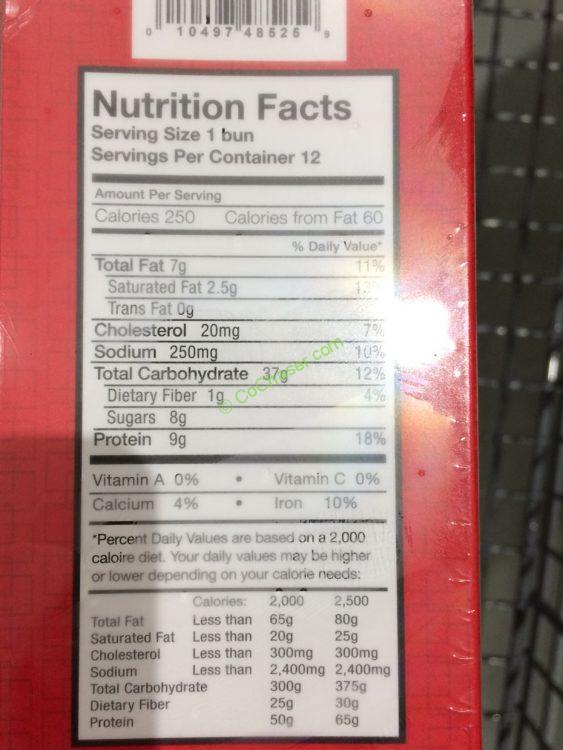 0 10497 48525 9
Nutrition Facts
Serving Size 1 bun
Servings Per Container 12
Amount Per Serving
Calories 250 Calories from Fat 60
% Daily Value*
Total Fat 7g 11%
Saturated Fat 2.5g 13%
Trans Fat 0g
Cholesterol 20mg 7%
Sodium 250mg 10%
Total Carbohydrate 37g 12%
Dietary Fiber 1g 4%
© CoChaser.com
Sugars 8g
Protein 9g 18%
Vitamin A 0% • Vitamin C 0%
Calcium 4% • Iron 10%
*Percent Daily Values are based on a 2,000
caloire diet. Your daily values may be higher
or lower depending on your calorie needs:
Calories: 2,000 2,500
Total Fat Less than 65g 80g
Saturated Fat Less than 20g 25g
Cholesterol Less than 300mg 300mg
Sodium Less than 2,400mg 2,400mg
Total Carbohydrate 300g 375g
Dietary Fiber 25g 30g
Protein 50g 65g